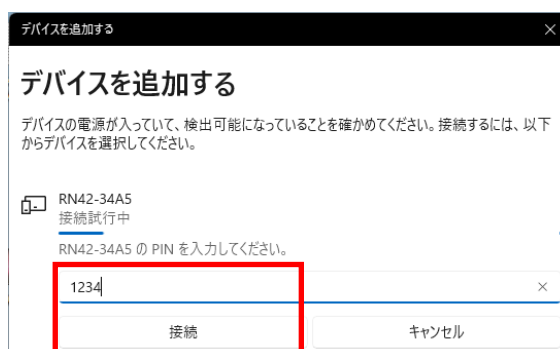 デバイスを追加する
デバイスを追加する
デバイスの電源が入っていて、検出可能になっていることを確かめてください。接続するには、以下
からデバイスを選択してください。
RN42-34A5
接続試行中
RN42-34A5 の PIN を入力してください。
1234
接続 キャンセル